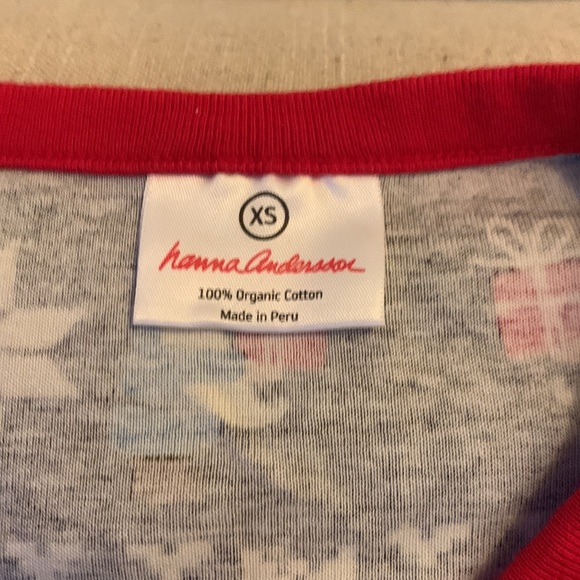 XS
hanna andersson
100% Organic Cotton
Made in Peru